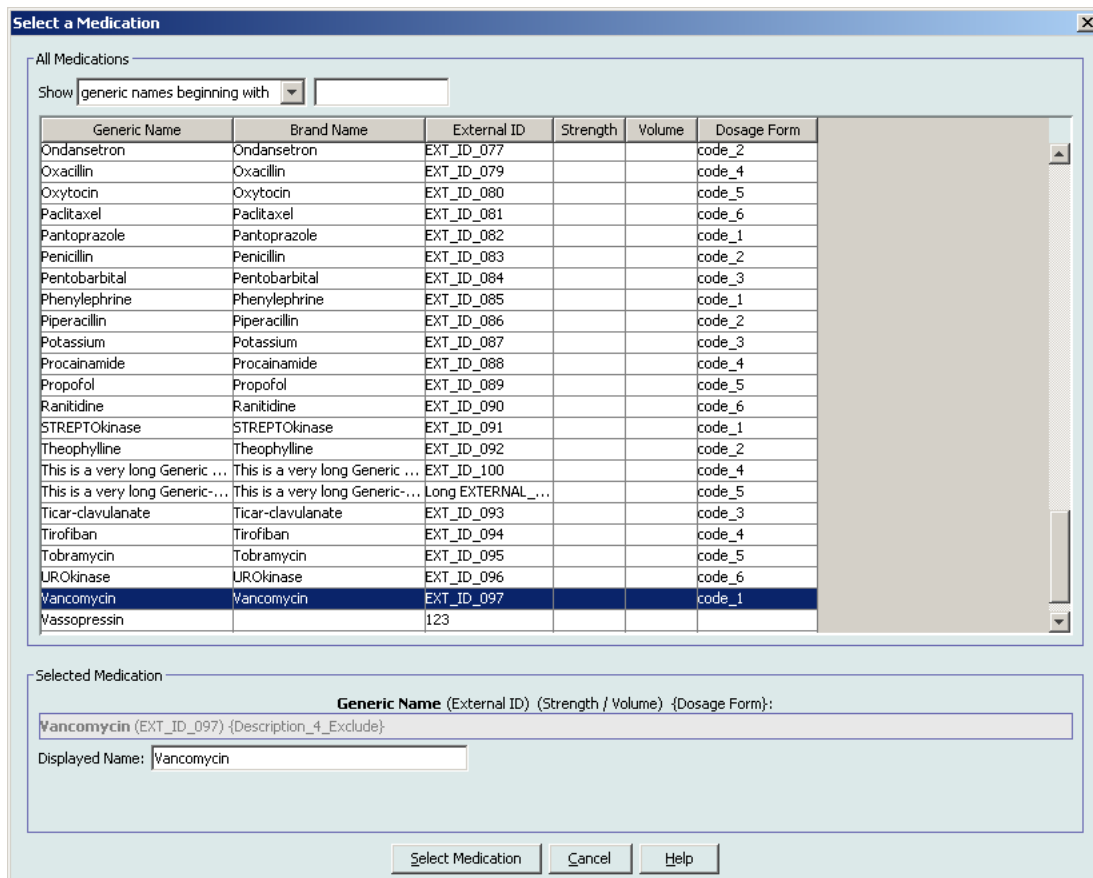 Select a Medication
All Medications
Show generic names beginning with
Generic Name Brand Name External ID Strength Volume Dosage Form
Ondansetron Ondansetron EXT_ID_077 code_2
Oxacillin Oxacillin EXT_ID_079 code_4
Oxytocin Oxytocin EXT_ID_080 code_5
Paclitaxel Paclitaxel EXT_ID_081 code_6
Pantoprazole Pantoprazole EXT_ID_082 code_1
Penicillin Penicillin EXT_ID_083 code_2
Pentobarbital Pentobarbital EXT_ID_084 code_3
Phenylephrine Phenylephrine EXT_ID_085 code_1
Piperacillin Piperacillin EXT_ID_086 code_2
Potassium Potassium EXT_ID_087 code_3
Procainamide Procainamide EXT_ID_088 code_4
Propofol Propofol EXT_ID_089 code_5
Ranitidine Ranitidine EXT_ID_090 code_6
STREPTOkinase STREPTOkinase EXT_ID_091 code_1
Theophylline Theophylline EXT_ID_092 code_2
This is a very long Generic ... This is a very long Generic ... EXT_ID_100 code_4
This is a very long Generic-... This is a very long Generic-... Long EXTERNAL_... code_5
Ticar-clavulanate Ticar-clavulanate EXT_ID_093 code_3
Tirofiban Tirofiban EXT_ID_094 code_4
Tobramycin Tobramycin EXT_ID_095 code_5
UROkinase UROkinase EXT_ID_096 code_6
Vancomycin Vancomycin EXT_ID_097 code_1
Vassopressin 123
Selected Medication
Generic Name (External ID) (Strength / Volume) {Dosage Form}:
Vancomycin (EXT_ID_097) {Description_4_Exclude}
Displayed Name: Vancomycin
Select Medication Cancel Help